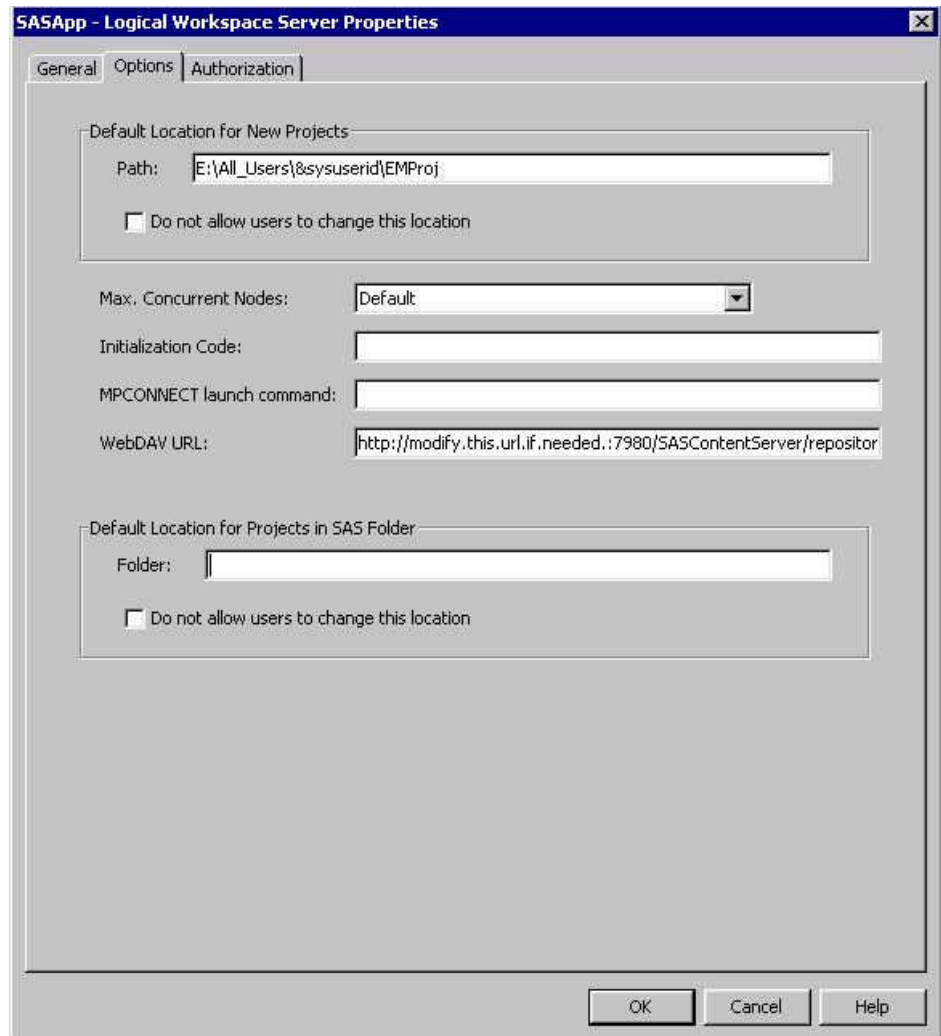 SASApp - Logical Workspace Server Properties
General Options Authorization
Default Location for New Projects
Path: E:\All_Users\&sysuserid\EMProj
Do not allow users to change this location
Max. Concurrent Nodes: Default
Initialization Code:
MPCONNECT launch command:
WebDAV URL: http://modify.this.url.if.needed.:7980/SASContentServer/repositor
Default Location for Projects in SAS Folder
Folder:
Do not allow users to change this location
OK Cancel Help